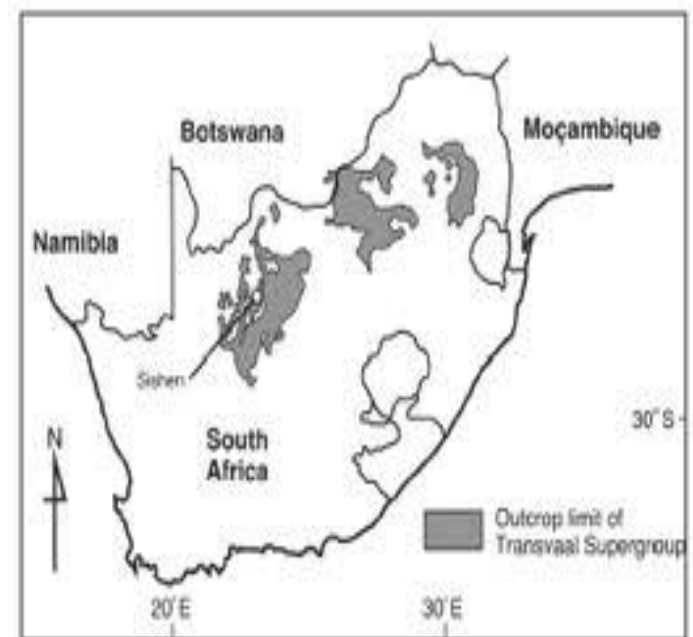 Botswana
Moçambique
Namibia
Sishen
South
Africa
N
30°S
Outcrop limit of
Transvaal Supergroup
20°E
30°E